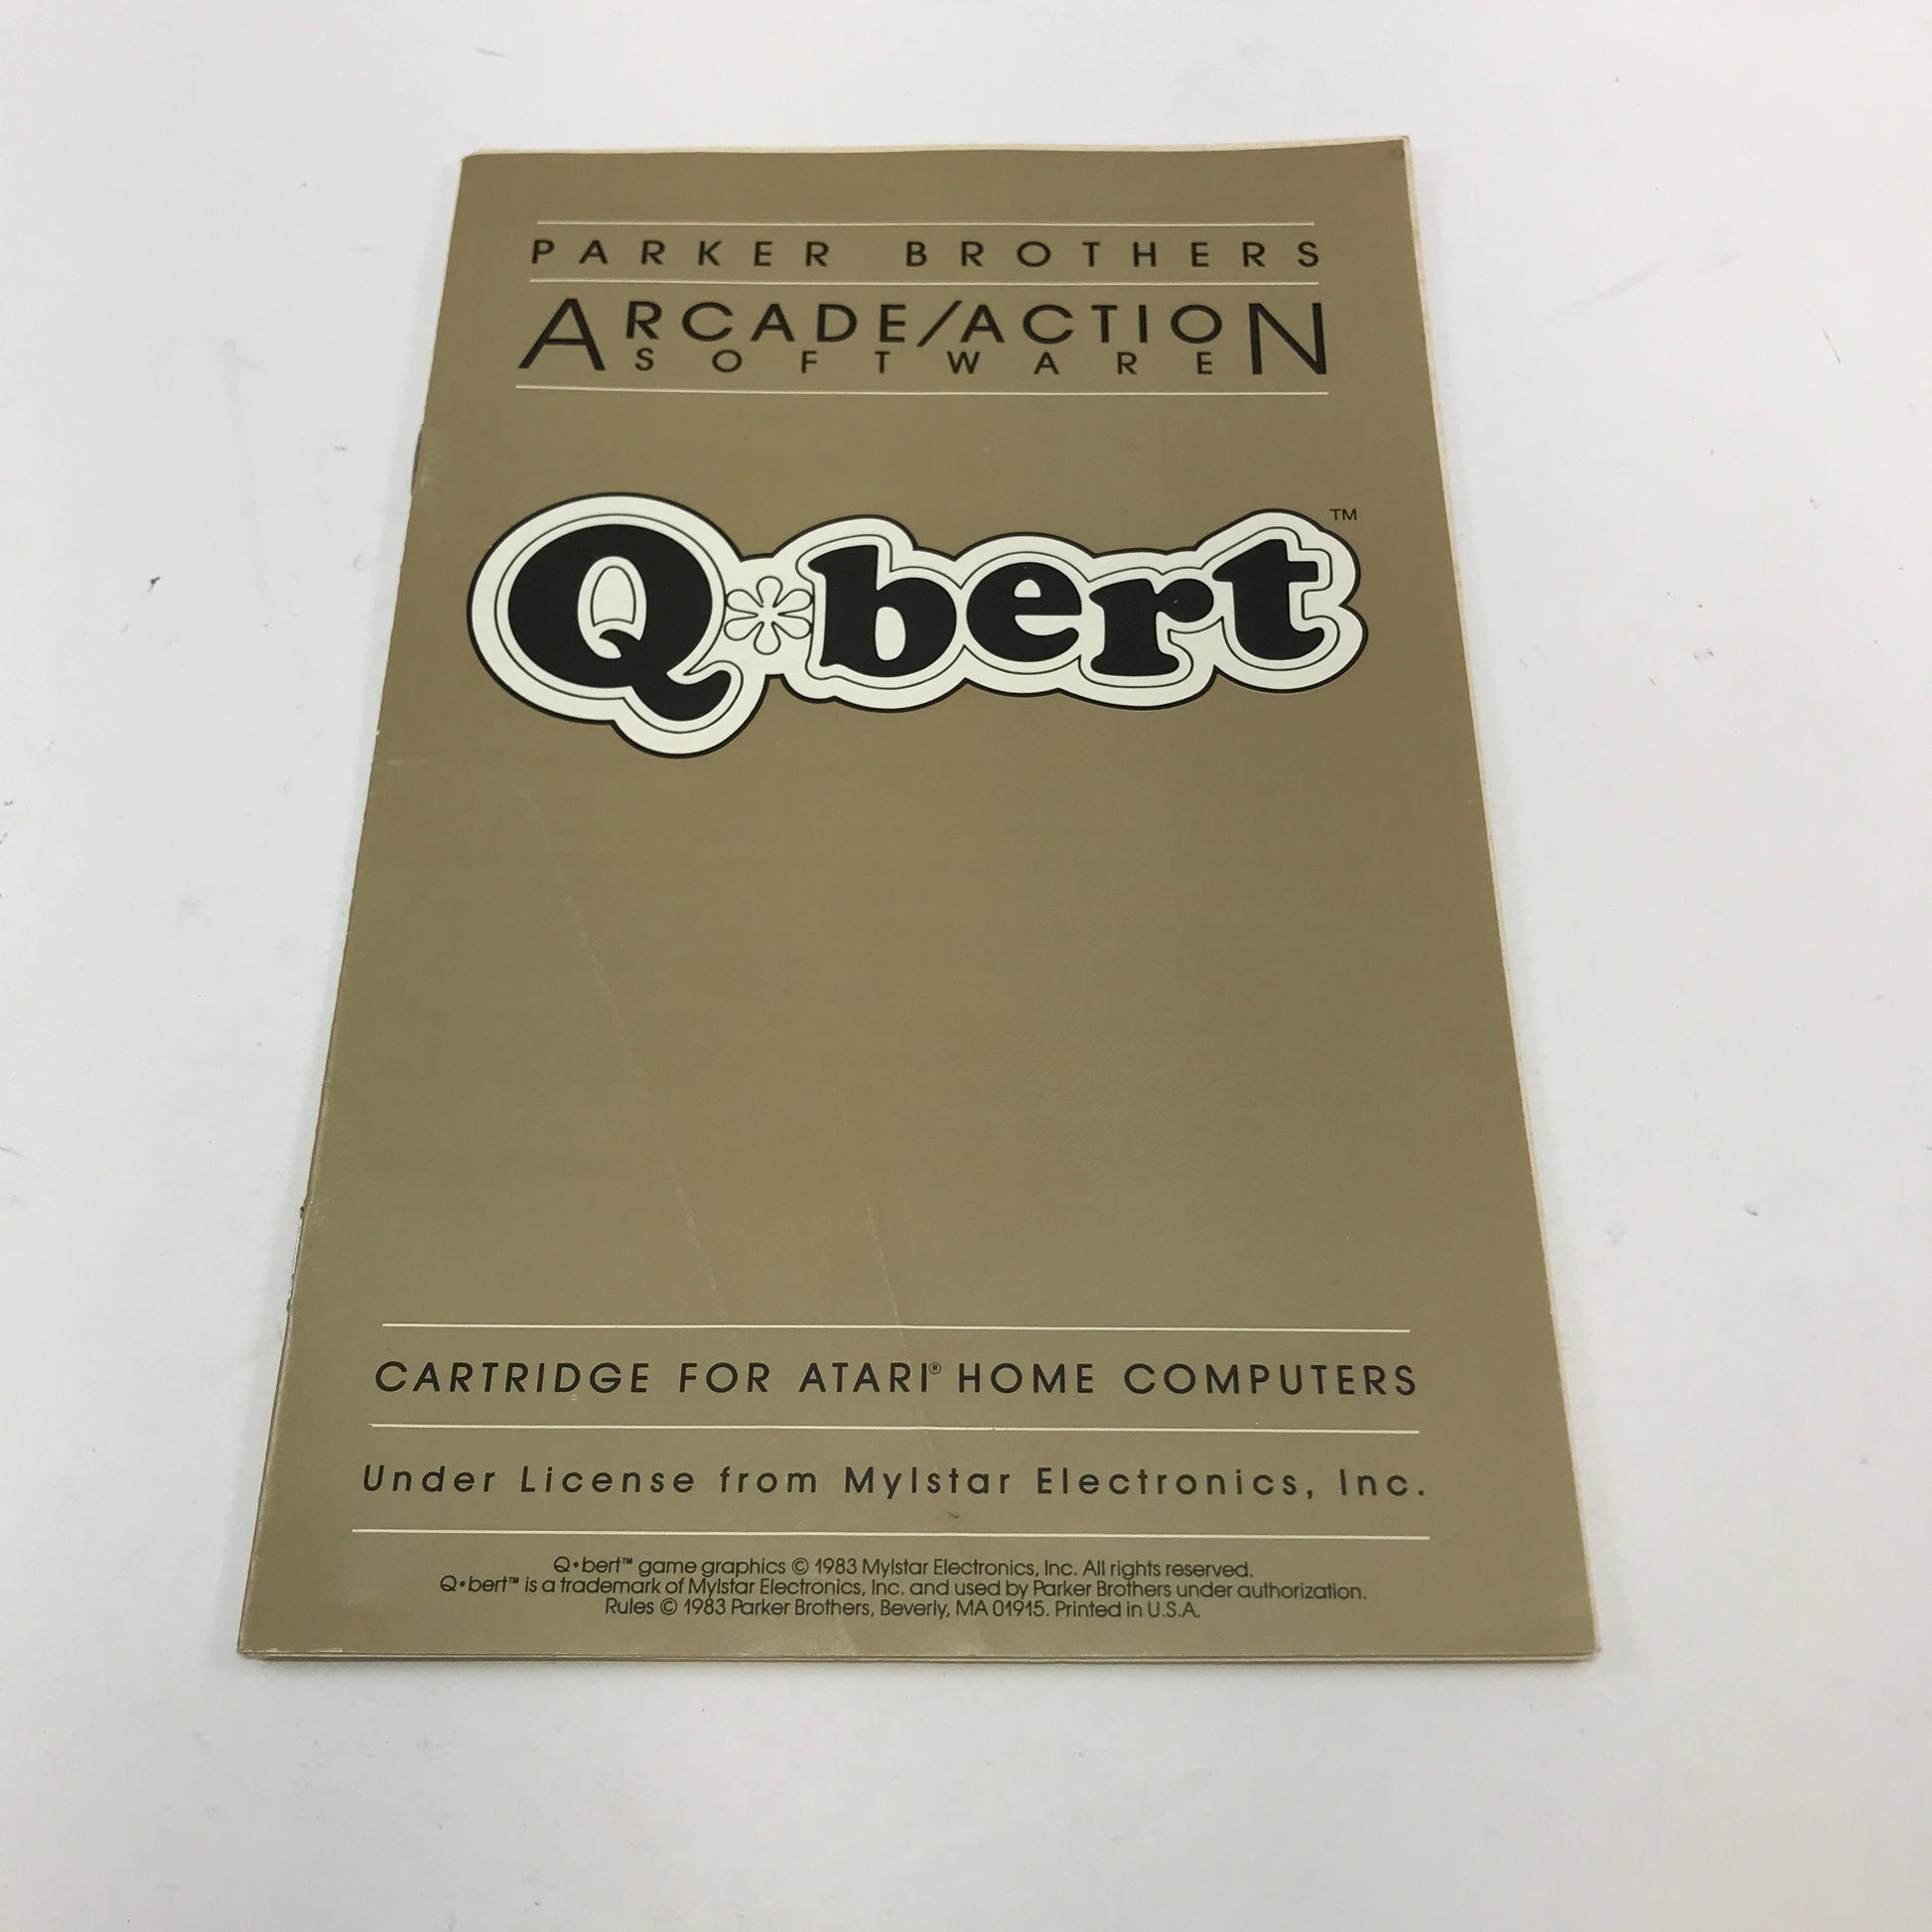 PARKER BROTHERS
ARCADE/ACTION
SOFTWARE
Q*bert™
CARTRIDGE FOR ATARI® HOME COMPUTERS
Under License from Mylstar Electronics, Inc.
Q•bert™ game graphics © 1983 Mylstar Electronics, Inc. All rights reserved.
Q•bert™ is a trademark of Mylstar Electronics, Inc. and used by Parker Brothers under authorization.
Rules © 1983 Parker Brothers, Beverly, MA 01915. Printed in U.S.A.